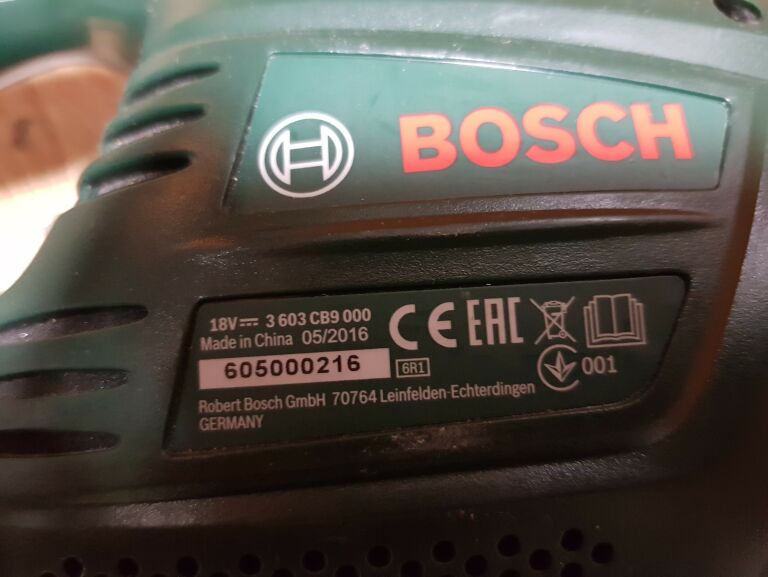 BOSCH
18V 3 603 CB9 000
Made in China 05/2016
605000216
6R1
Robert Bosch GmbH 70764 Leinfelden-Echterdingen
GERMANY
CE EAC
001